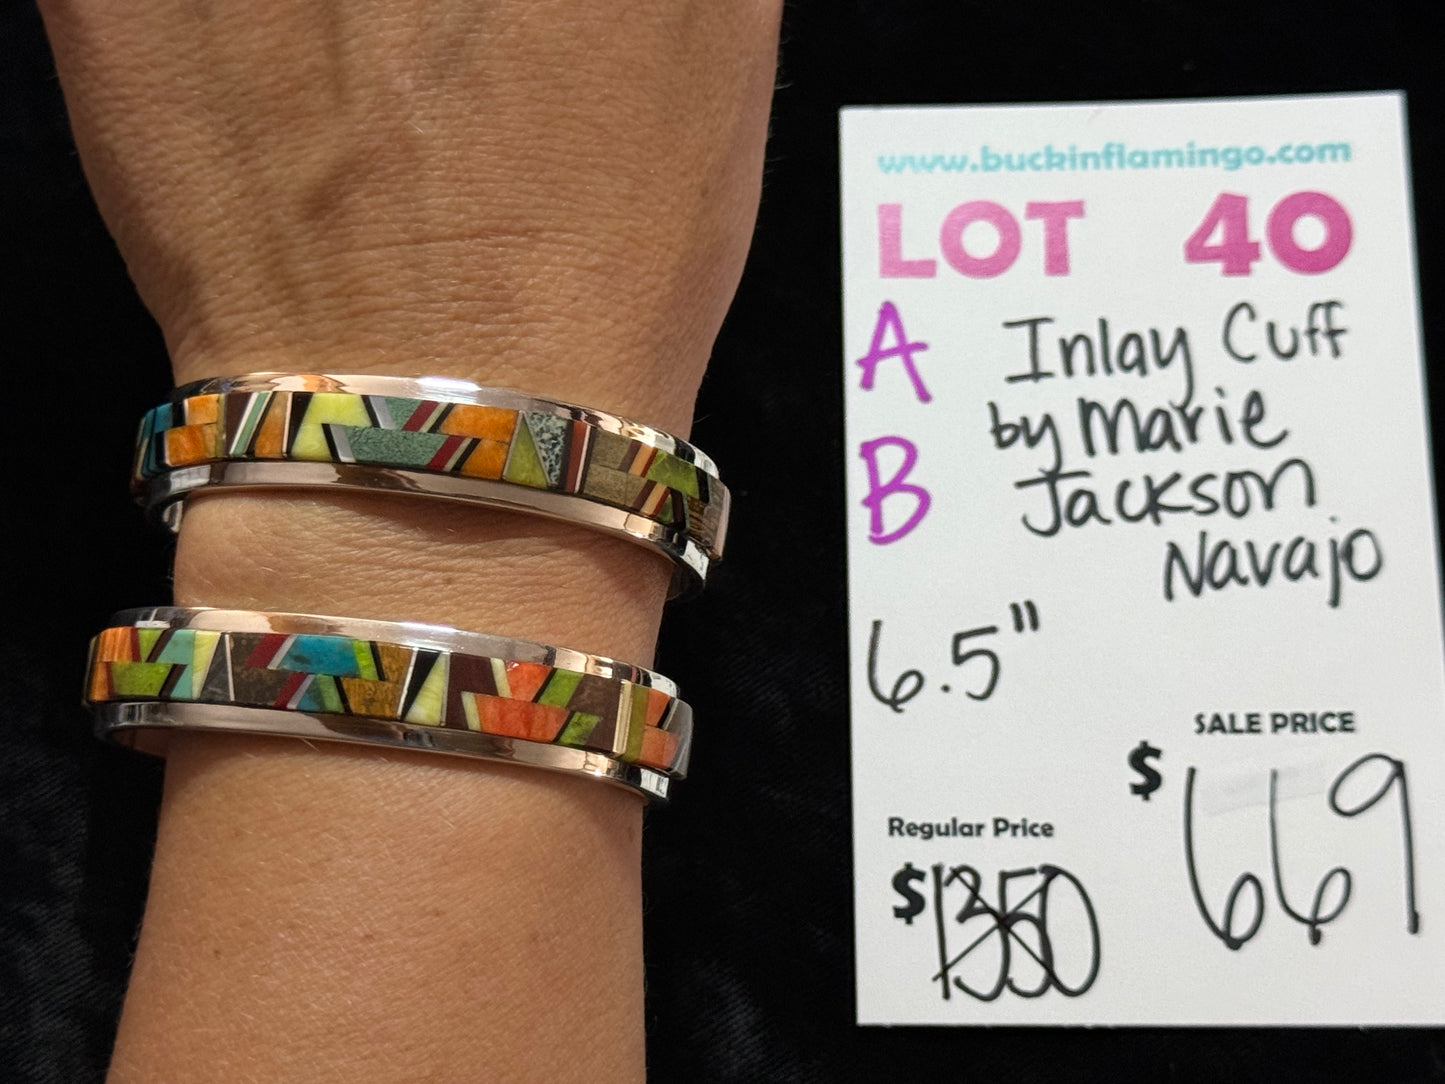 www.buckinflamingo.com
LOT 40
A
Inlay Cuff
by Marie
B
Jackson
Navajo
6.5"
SALE PRICE
$669
Regular Price
$1350